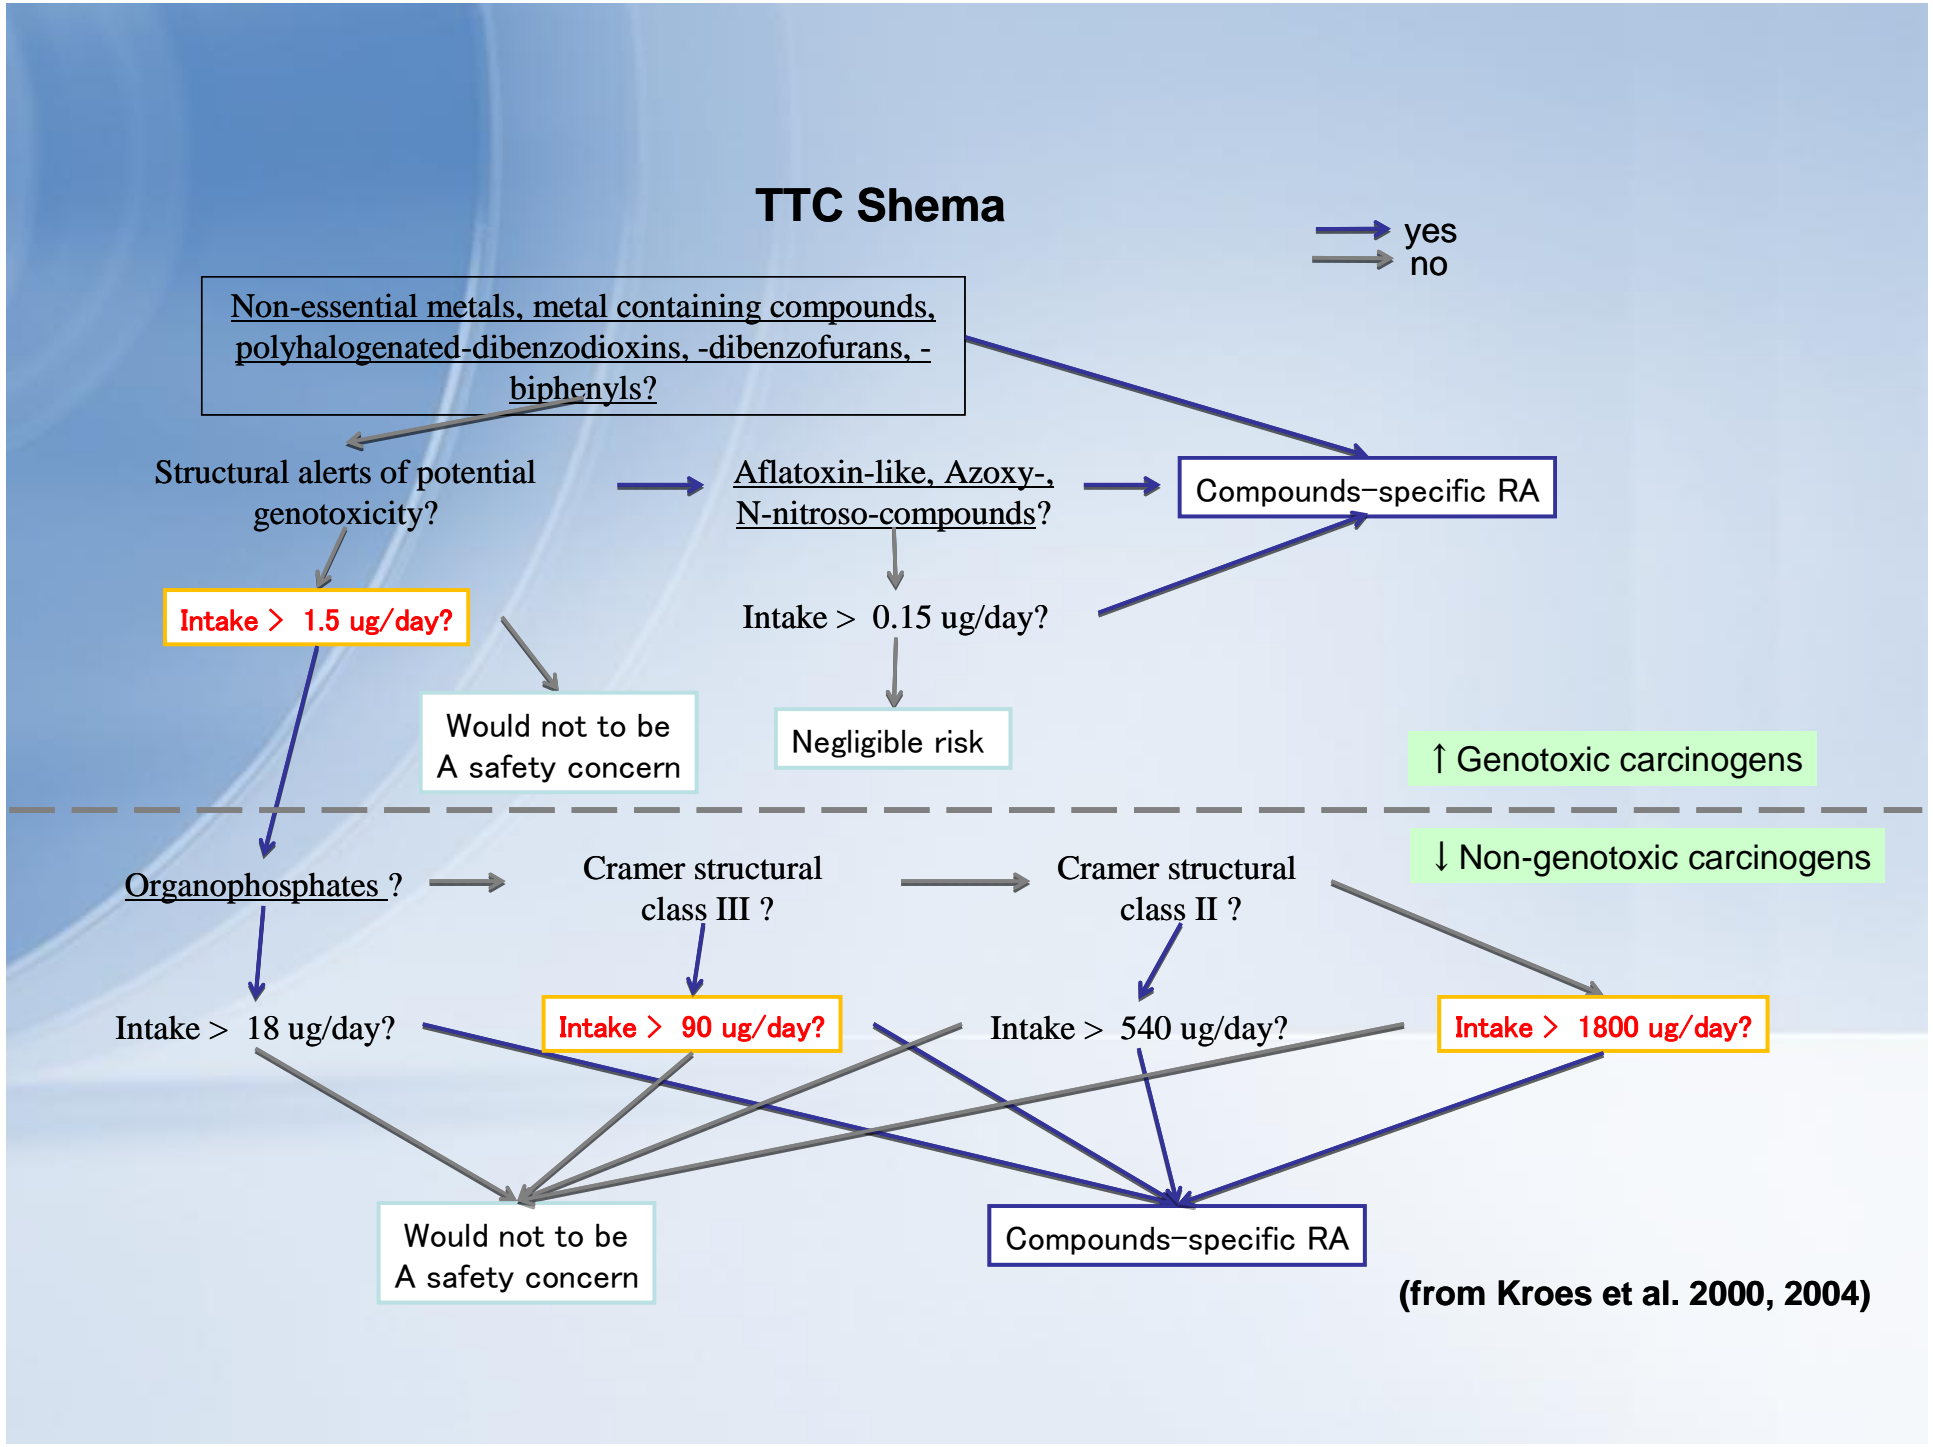 TTC Shema
yes
no
Non-essential metals, metal containing compounds,
polyhalogenated-dibenzodioxins, -dibenzofurans, -
biphenyls?
Structural alerts of potential
genotoxicity?
Aflatoxin-like, Azoxy-,
N-nitroso-compounds?
Compounds-specific RA
Intake > 1.5 ug/day?
Intake > 0.15 ug/day?
Would not to be
A safety concern
Negligible risk
↑Genotoxic carcinogens
↓Non-genotoxic carcinogens
Organophosphates ?
Cramer structural
class III ?
Cramer structural
class II ?
Intake > 18 ug/day?
Intake > 90 ug/day?
Intake > 540 ug/day?
Intake > 1800 ug/day?
Would not to be
A safety concern
Compounds-specific RA
(from Kroes et al. 2000, 2004)